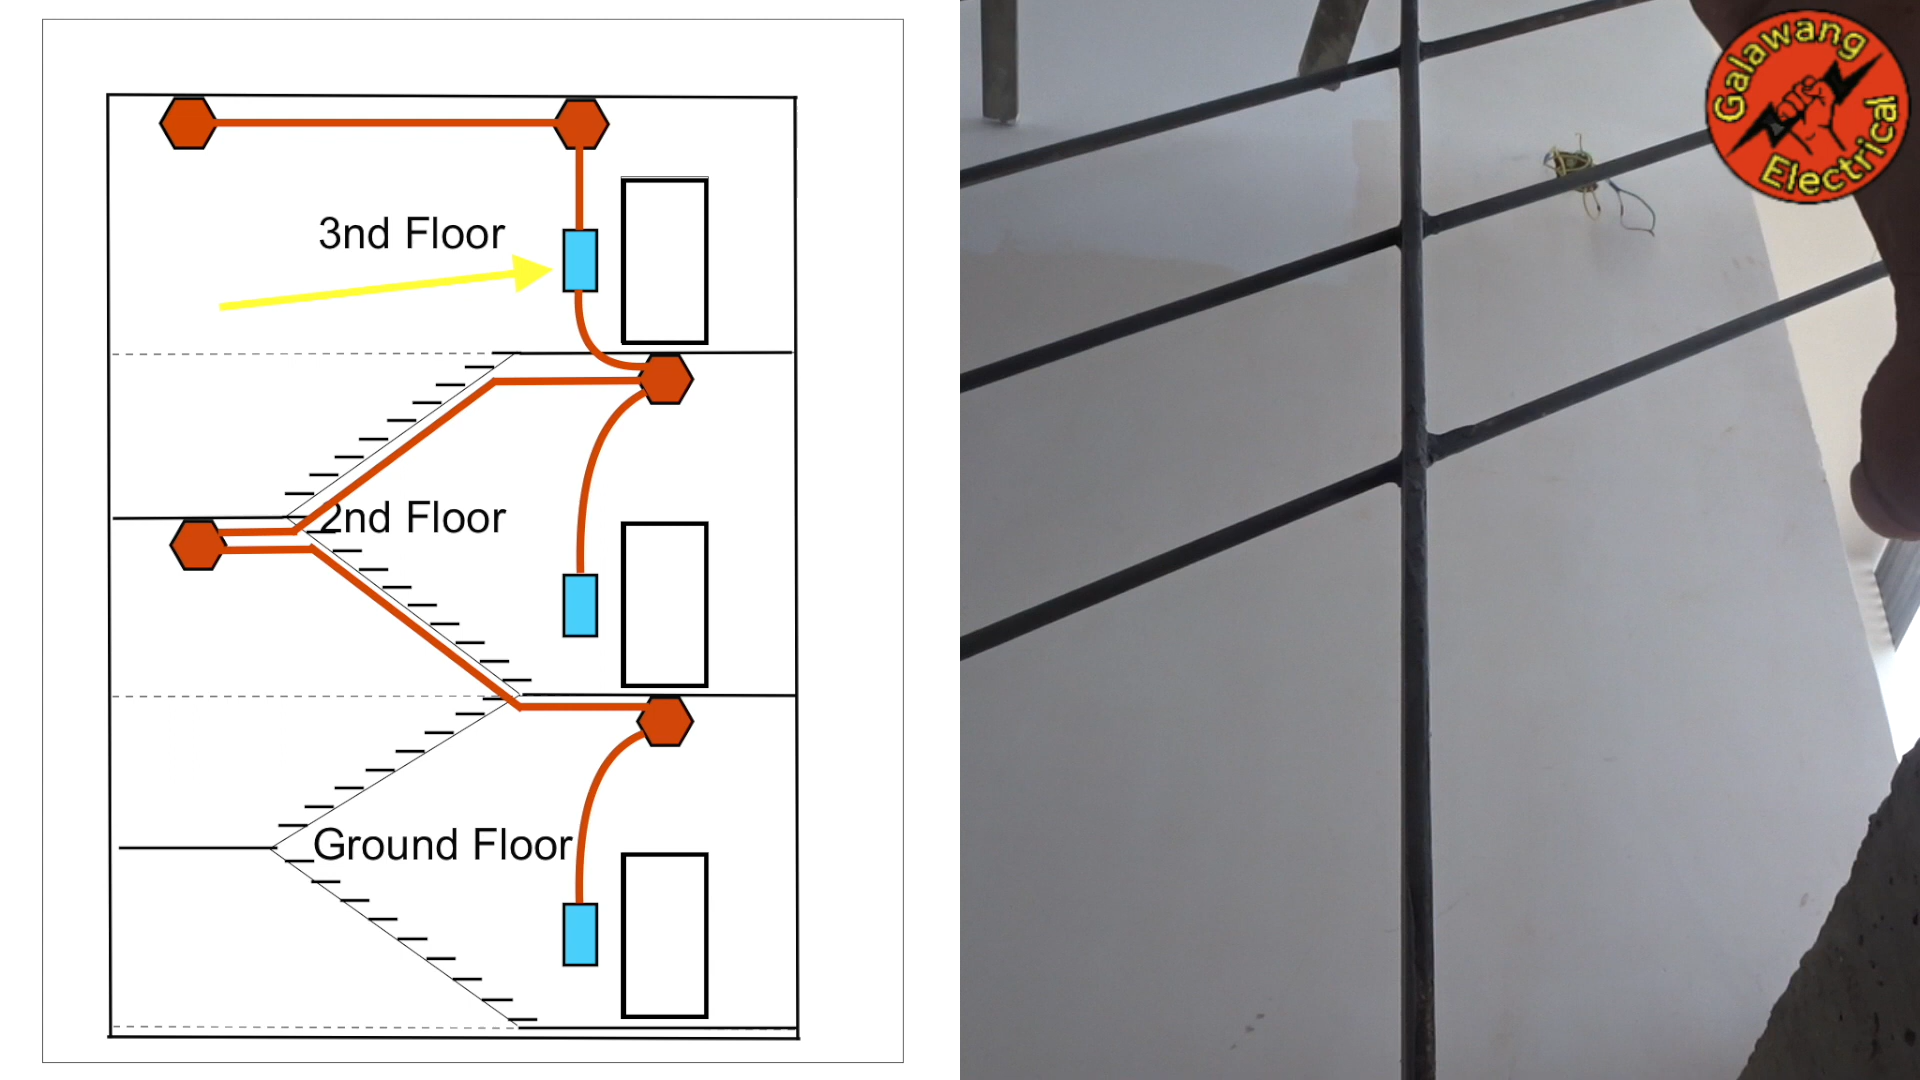 3nd Floor
2nd Floor
Ground Floor
Galawang
Electrical